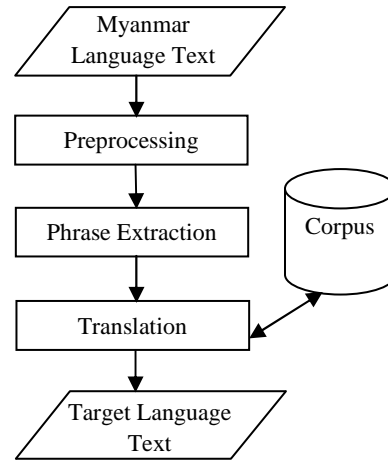 Myanmar
Language Text
Preprocessing
Phrase Extraction
Corpus
Translation
Target Language
Text